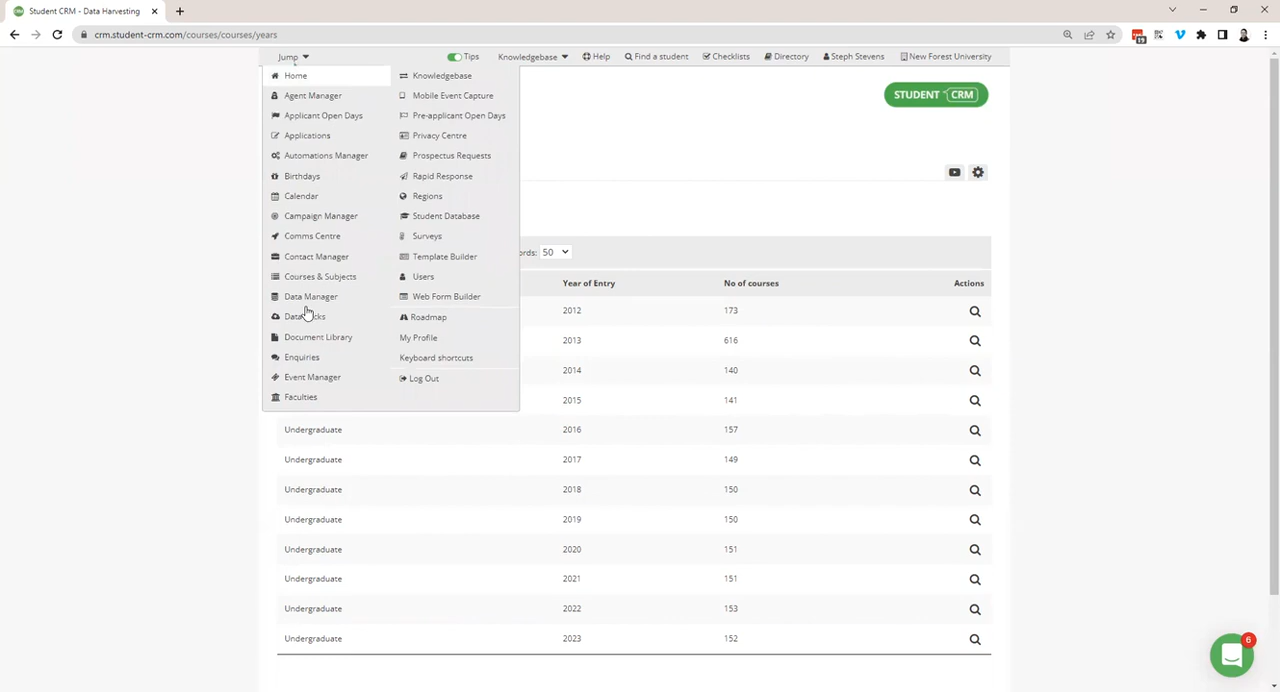 Student CRM - Data Harvesting
crm.student-crm.com/courses/courses/years
19
Jump
Tips
Knowledgebase
Help
Find a student
Checklists
Directory
Steph Stevens
New Forest University
Home
Agent Manager
Applicant Open Days
Applications
Automations Manager
Birthdays
Calendar
Campaign Manager
Comms Centre
Contact Manager
Courses & Subjects
Data Manager
Document Library
Enquiries
Event Manager
Faculties
Knowledgebase
Mobile Event Capture
Pre-applicant Open Days
Privacy Centre
Prospectus Requests
Rapid Response
Regions
Student Database
Surveys
Template Builder
Users
Web Form Builder
Roadmap
My Profile
Keyboard shortcuts
Log Out
STUDENT CRM
50
Year of Entry No of courses Actions
2012 173
2013 616
2014 140
2015 141
Undergraduate 2016 157
Undergraduate 2017 149
Undergraduate 2018 150
Undergraduate 2019 150
Undergraduate 2020 151
Undergraduate 2021 151
Undergraduate 2022 153
Undergraduate 2023 152
6